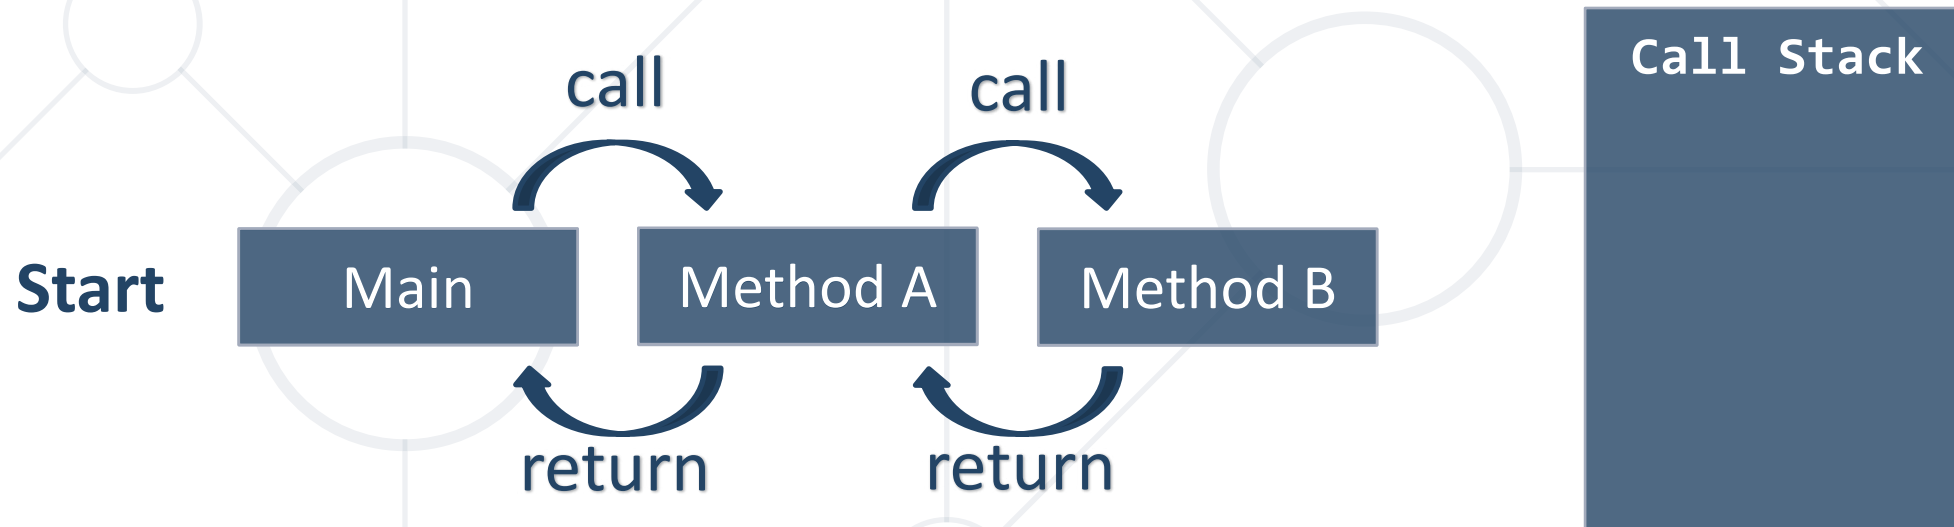 call
call
Call Stack
Start
Main
Method A
Method B
return
return